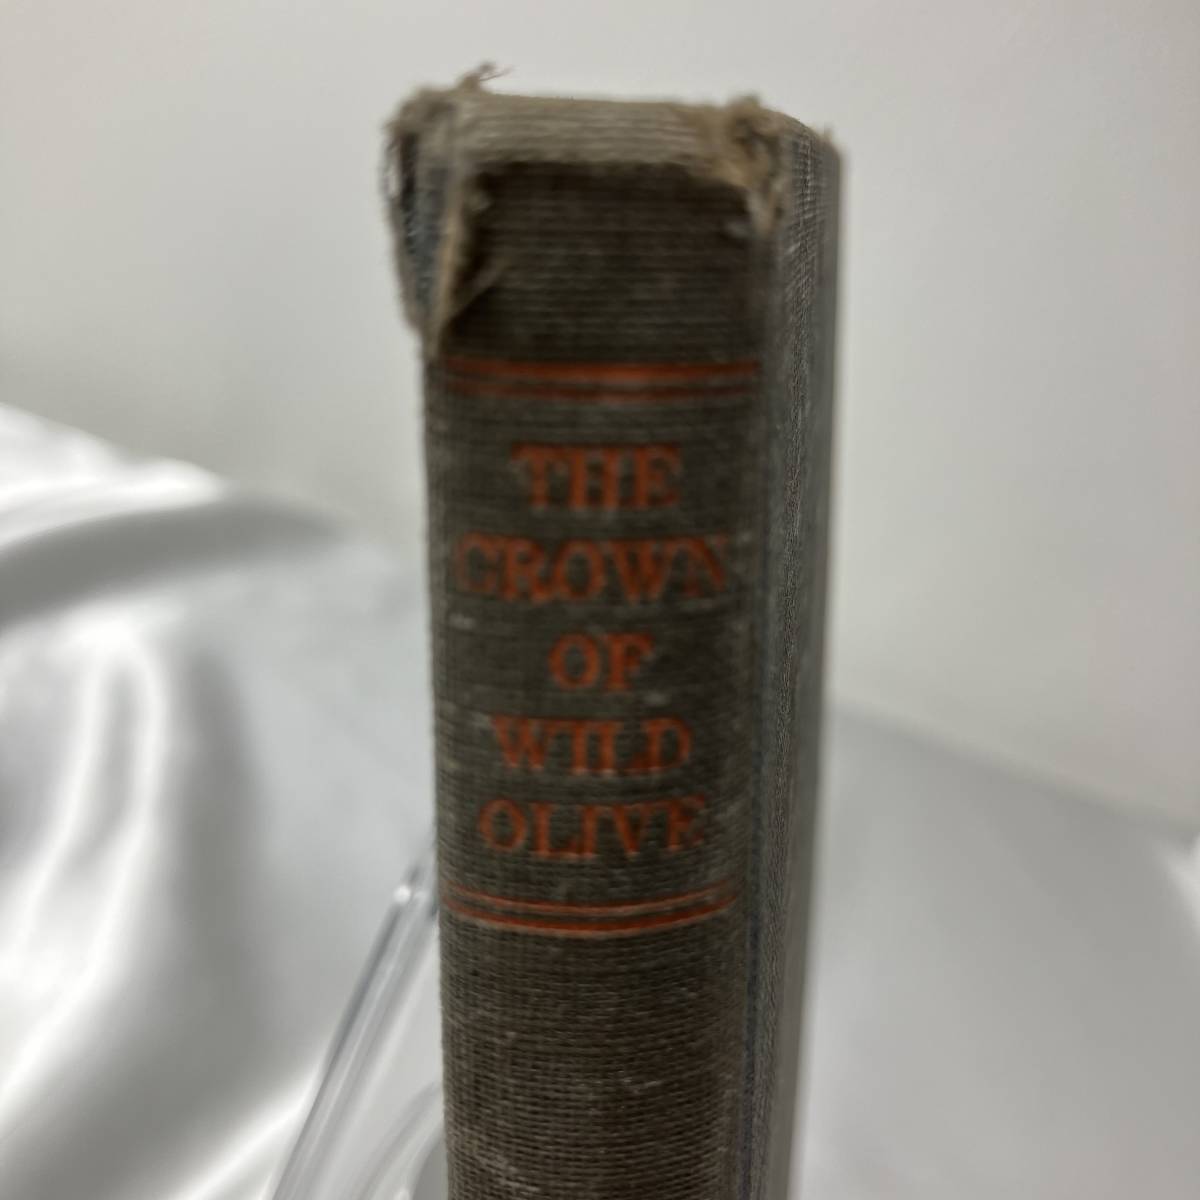 THE
CROWN
OF
WILD
OLIVE